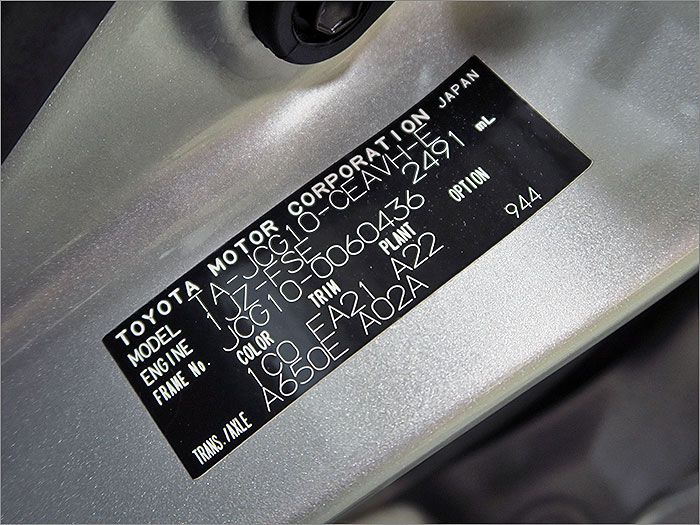 TOYOTA MOTOR CORPORATION JAPAN
MODEL TA-JCG10-CEAVH-E
ENGINE 1JZ-FSE 2491 mL
FRAME No. JCG10-0060436
COLOR TRIM PLANT OPTION
1C0 EA21 A22 944
TRANS./AXLE A650E A02A